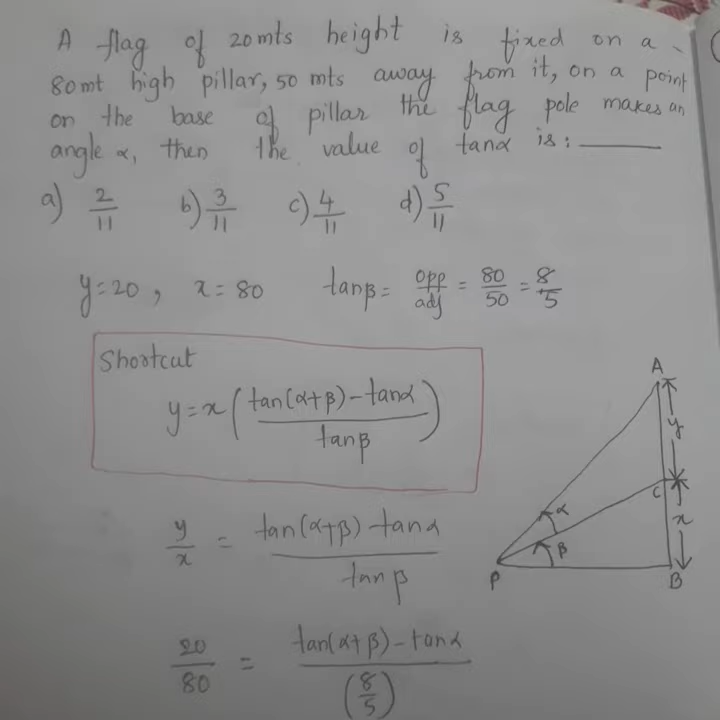 A flag of 20mts height is fixed on a
80mt high pillar, 50 mts away from it, on a point
on the base of pillar the flag pole makes an
angle α, then the value of tanα is: ______
a) 2/11 b) 3/11 c) 4/11 d) 5/11
y=20, x=80 tanβ = opp/adj = 80/50 = 8/5
Shortcut
y=x(tan(α+β)-tanα/tanβ)
A
y
C
α
x
β
P
B
y/x = tan(α+β)-tanα/tanβ
20/80 = tan(α+β)-tanα/(8/5)